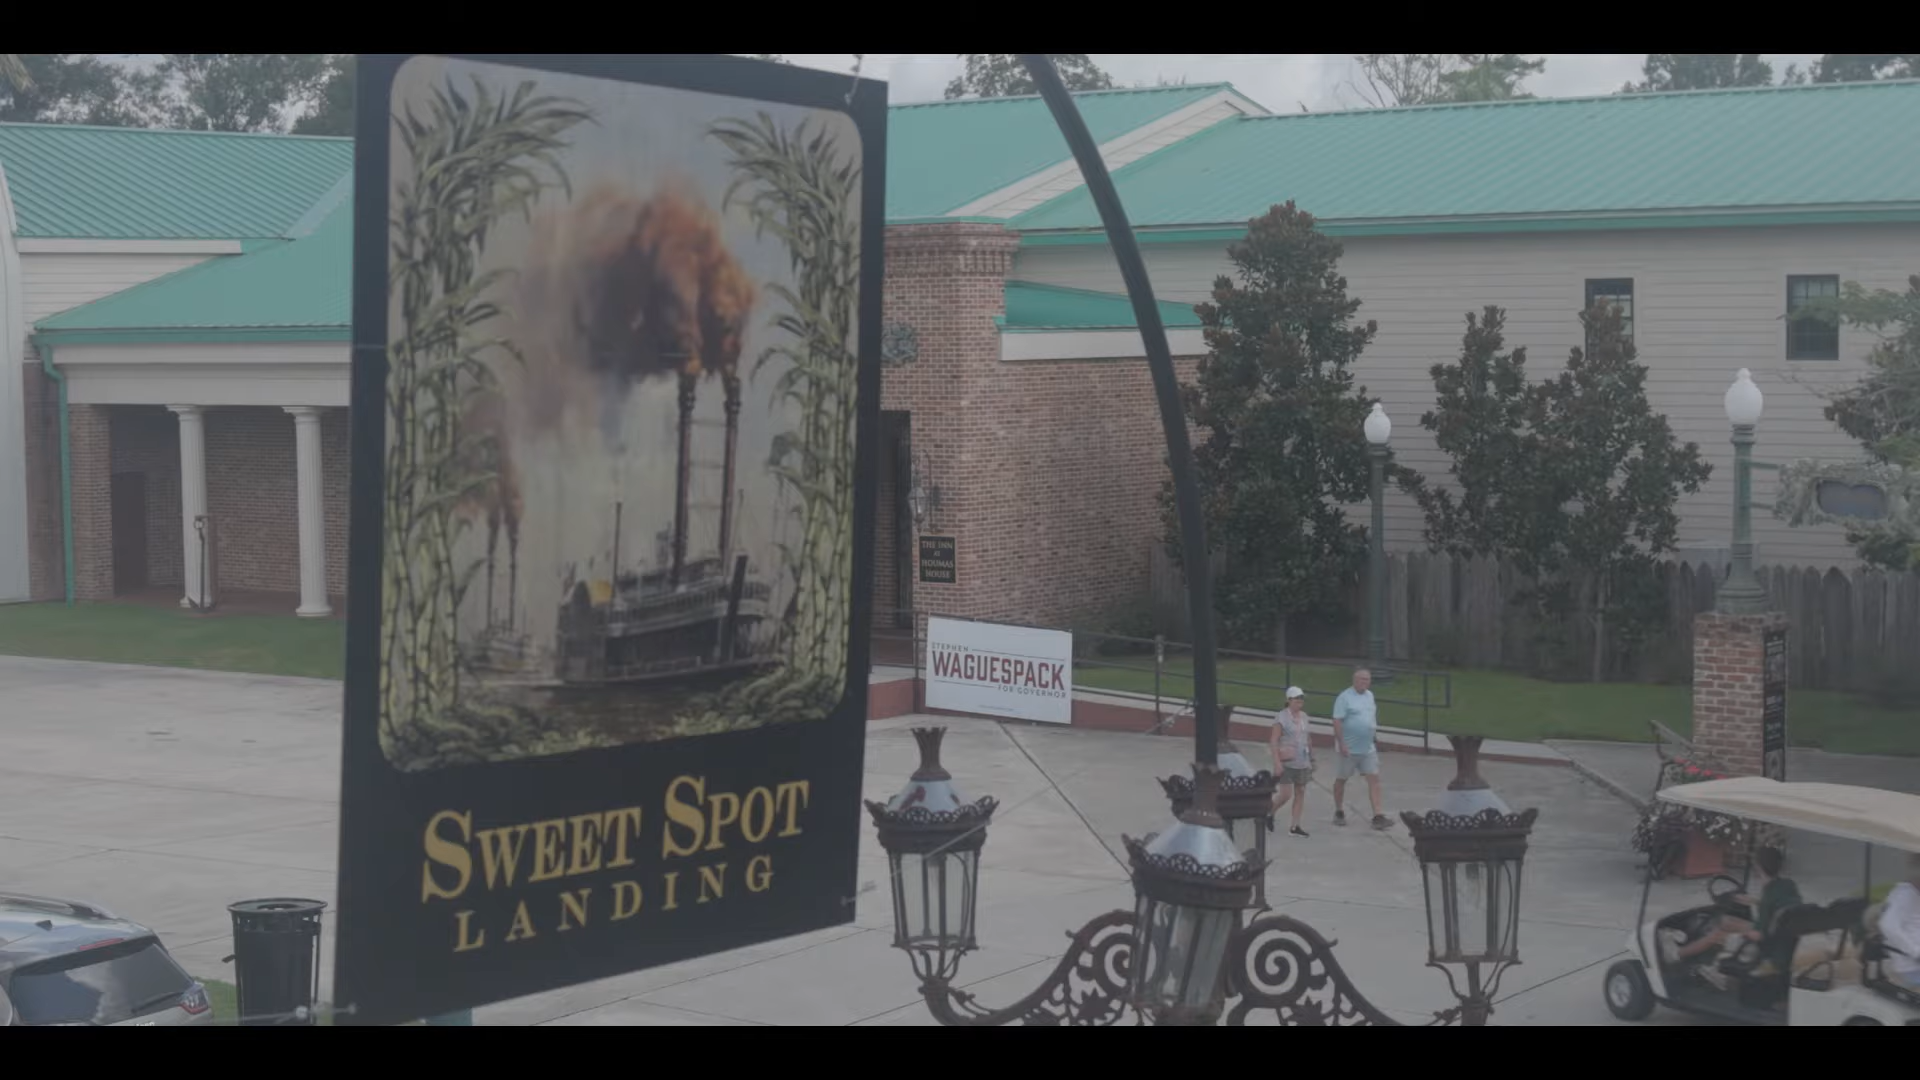 SWEET SPOT
LANDING
THE INN
AT
HOUMAS
HOUSE
STEPHEN
WAGUESPACK
FOR GOVERNOR